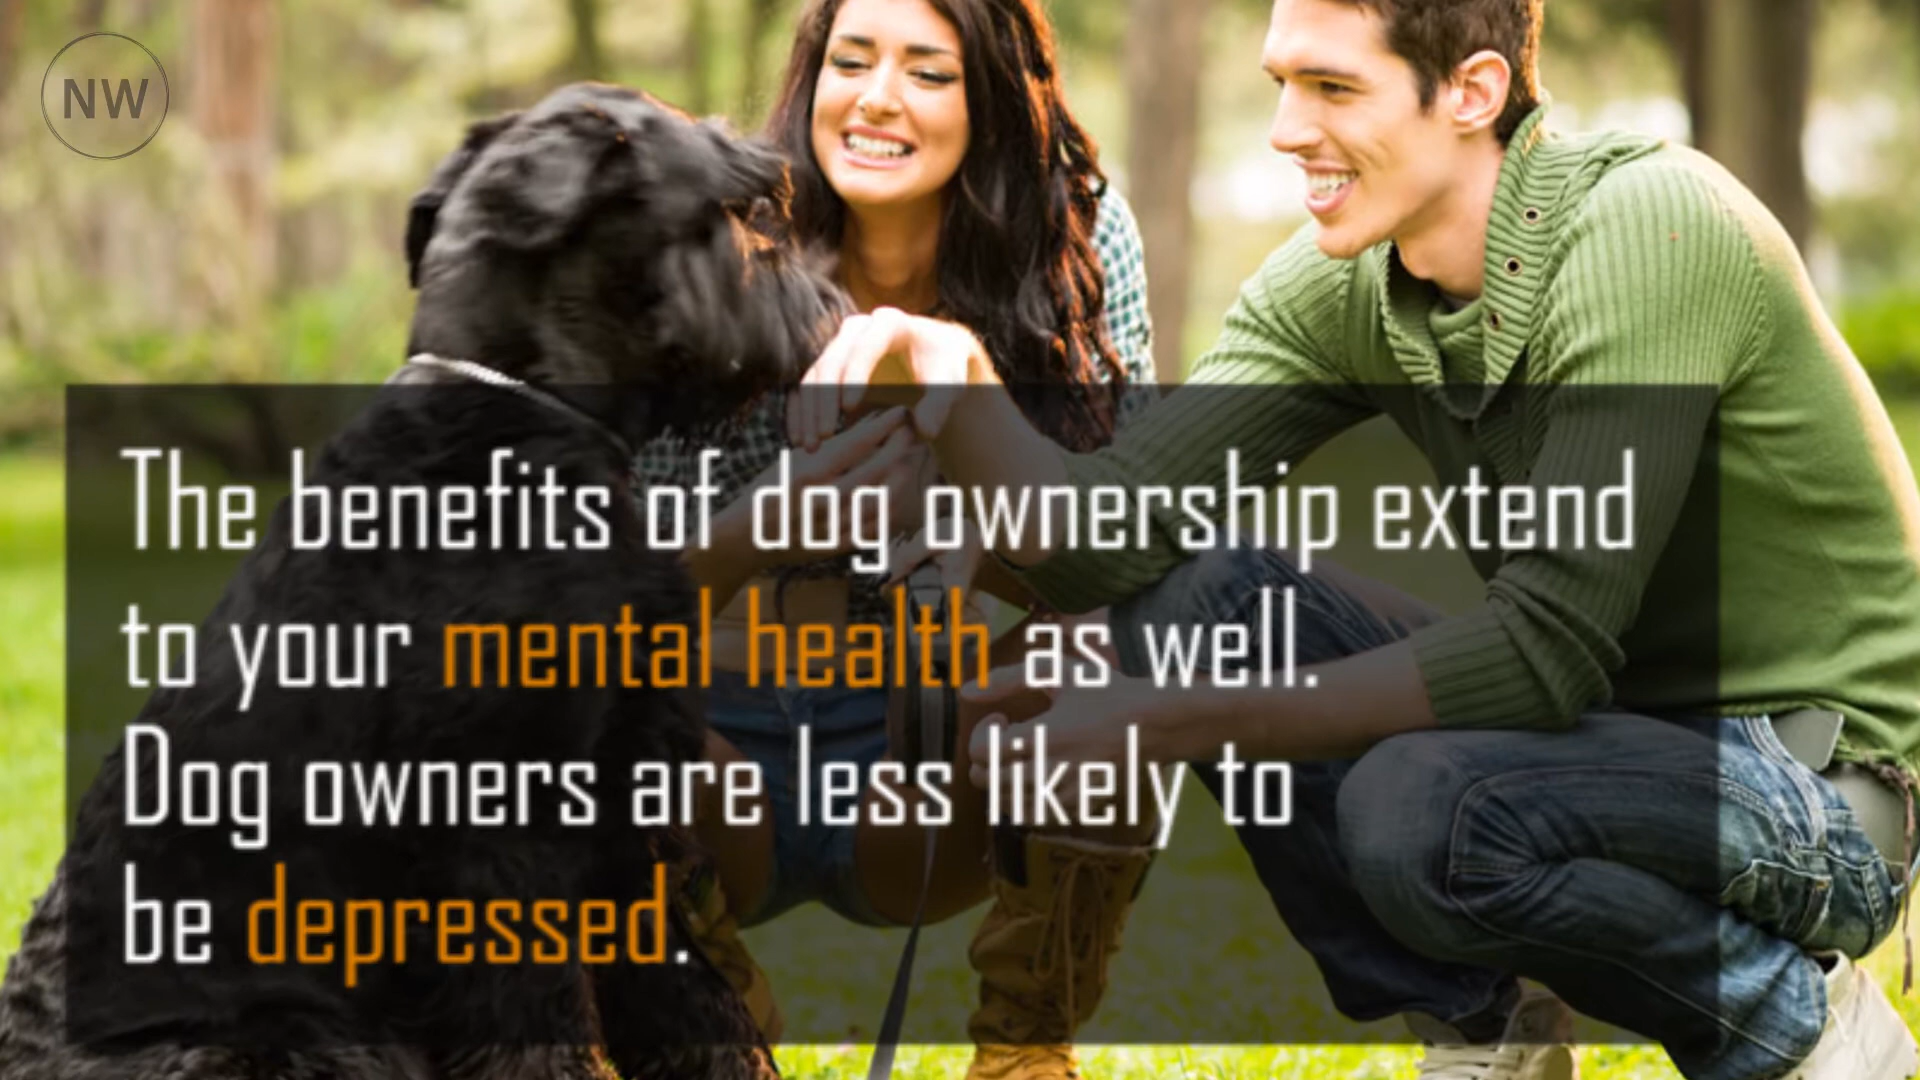 NW
The benefits of dog ownership extend
to your mental health as well.
Dog owners are less likely to
be depressed.